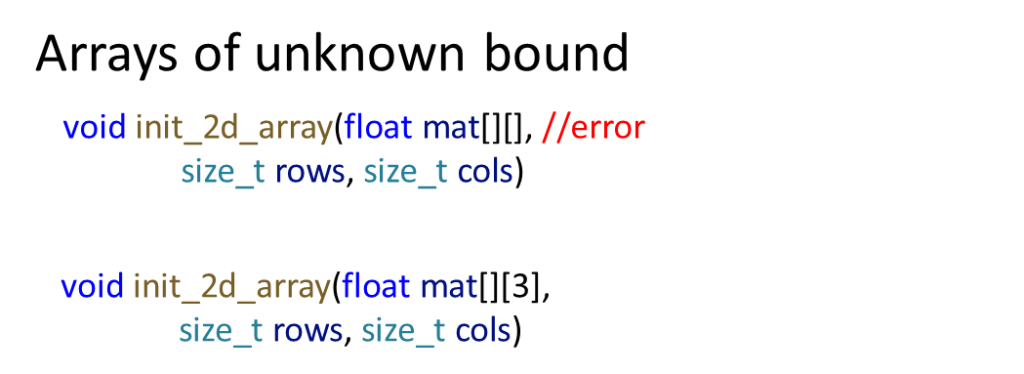 Arrays of unknown bound
void init_2d_array(float mat[][], //error
size_t rows, size_t cols)
void init_2d_array(float mat[][3],
size_t rows, size_t cols)